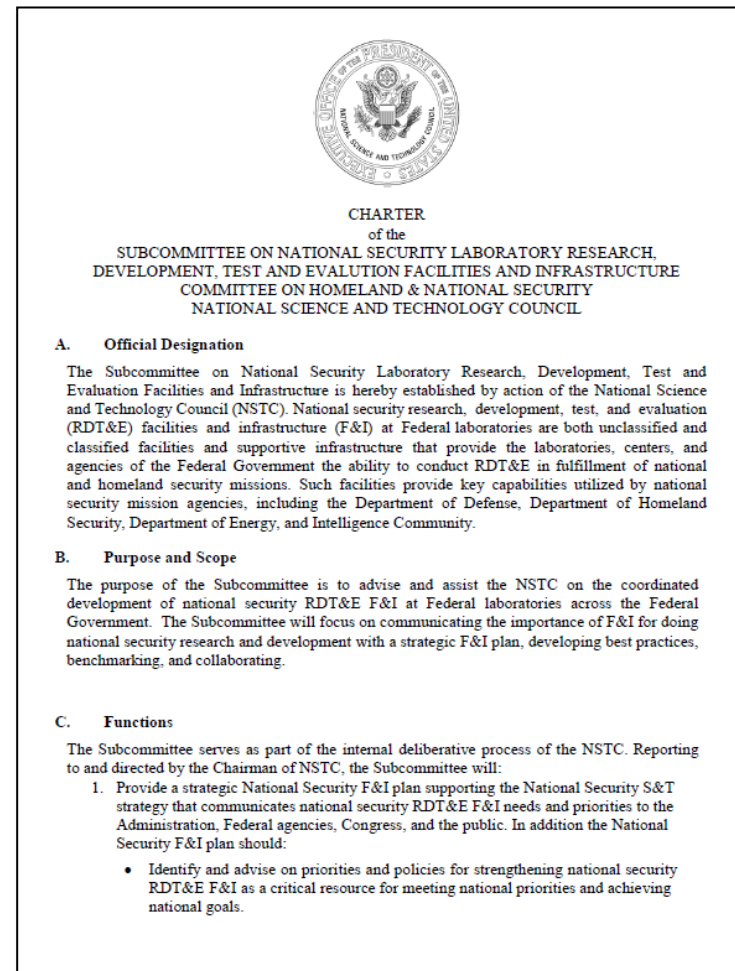 EXECUTIVE OFFICE OF THE PRESIDENT OF THE UNITED STATES
NATIONAL SCIENCE AND TECHNOLOGY COUNCIL
CHARTER
of the
SUBCOMMITTEE ON NATIONAL SECURITY LABORATORY RESEARCH,
DEVELOPMENT, TEST AND EVALUTION FACILITIES AND INFRASTRUCTURE
COMMITTEE ON HOMELAND & NATIONAL SECURITY
NATIONAL SCIENCE AND TECHNOLOGY COUNCIL
A. Official Designation
The Subcommittee on National Security Laboratory Research, Development, Test and
Evaluation Facilities and Infrastructure is hereby established by action of the National Science
and Technology Council (NSTC). National security research, development, test, and evaluation
(RDT&E) facilities and infrastructure (F&I) at Federal laboratories are both unclassified and
classified facilities and supportive infrastructure that provide the laboratories, centers, and
agencies of the Federal Government the ability to conduct RDT&E in fulfillment of national
and homeland security missions. Such facilities provide key capabilities utilized by national
security mission agencies, including the Department of Defense, Department of Homeland
Security, Department of Energy, and Intelligence Community.
B. Purpose and Scope
The purpose of the Subcommittee is to advise and assist the NSTC on the coordinated
development of national security RDT&E F&I at Federal laboratories across the Federal
Government. The Subcommittee will focus on communicating the importance of F&I for doing
national security research and development with a strategic F&I plan, developing best practices,
benchmarking, and collaborating.
C. Functions
The Subcommittee serves as part of the internal deliberative process of the NSTC. Reporting
to and directed by the Chairman of NSTC, the Subcommittee will:
1. Provide a strategic National Security F&I plan supporting the National Security S&T
strategy that communicates national security RDT&E F&I needs and priorities to the
Administration, Federal agencies, Congress, and the public. In addition the National
Security F&I plan should:
• Identify and advise on priorities and policies for strengthening national security
RDT&E F&I as a critical resource for meeting national priorities and achieving
national goals.